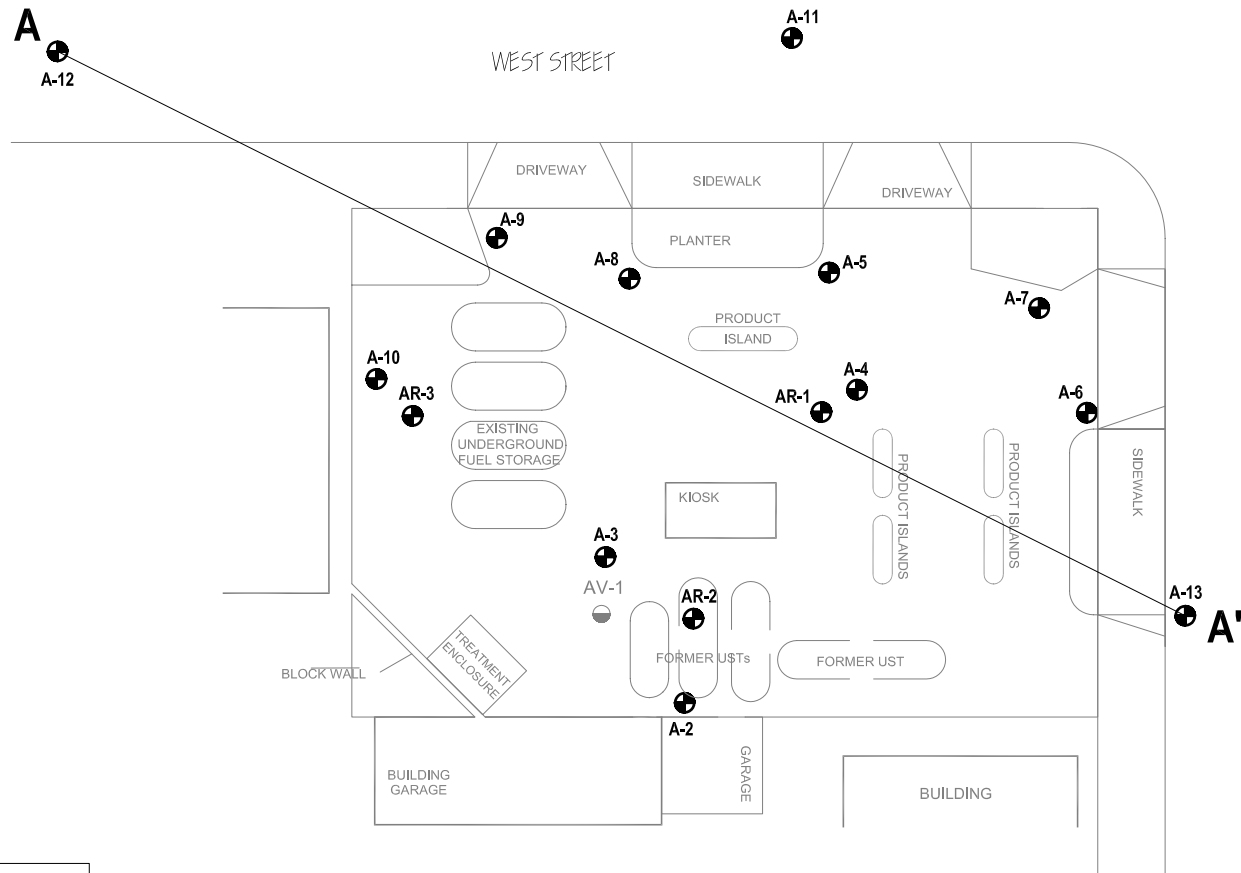 A
A-11
WEST STREET
A-12
DRIVEWAY
SIDEWALK
DRIVEWAY
A-9
PLANTER
A-8
A-5
A-7
PRODUCT
ISLAND
A-10
A-4
AR-3
AR-1
A-6
EXISTING
UNDERGROUND
FUEL STORAGE
PRODUCT ISLANDS
PRODUCT ISLANDS
SIDEWALK
KIOSK
A-3
AV-1
AR-2
A-13
A'
TREATMENT
ENCLOSURE
FORMER USTs
FORMER UST
BLOCK WALL
A-2
BUILDING
GARAGE
GARAGE
BUILDING